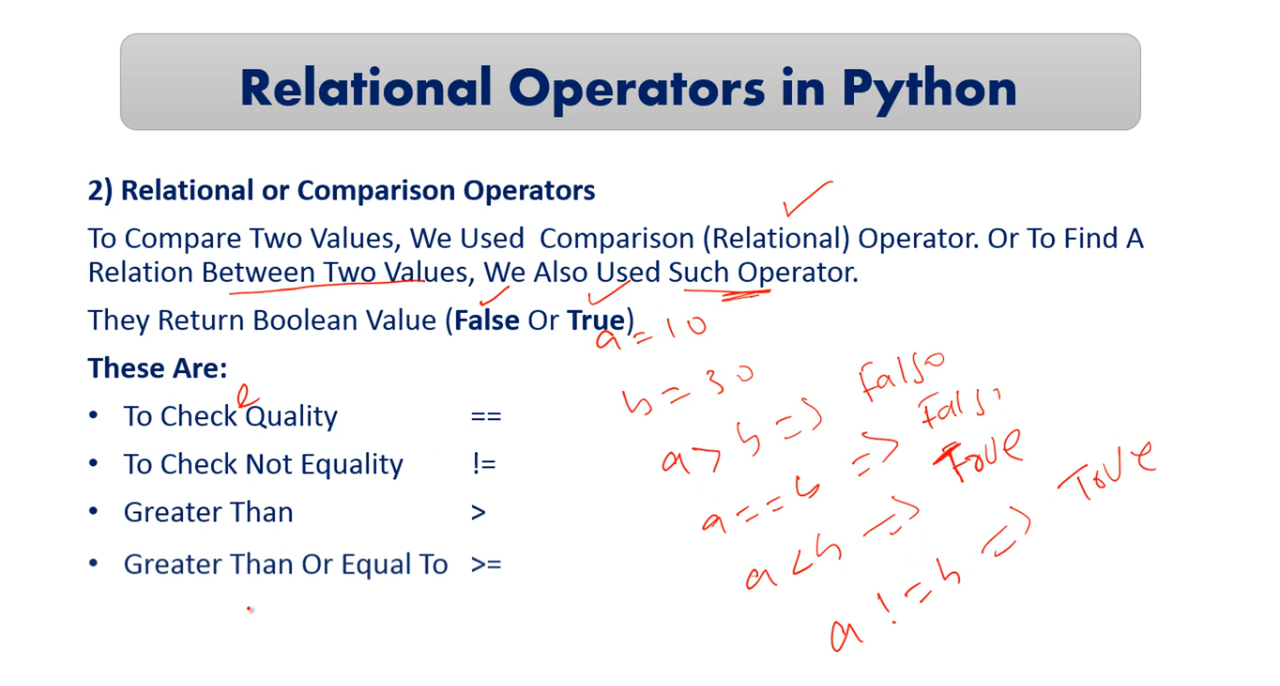 Relational Operators in Python
2) Relational or Comparison Operators
To Compare Two Values, We Used Comparison (Relational) Operator. Or To Find A
Relation Between Two Values, We Also Used Such Operator.
They Return Boolean Value (False Or True)
These Are:
• To Check eQuality ==
• To Check Not Equality !=
• Greater Than >
• Greater Than Or Equal To >=
a = 10
b = 30
a > b => False
a == b => False
a < b => True
a != b => True